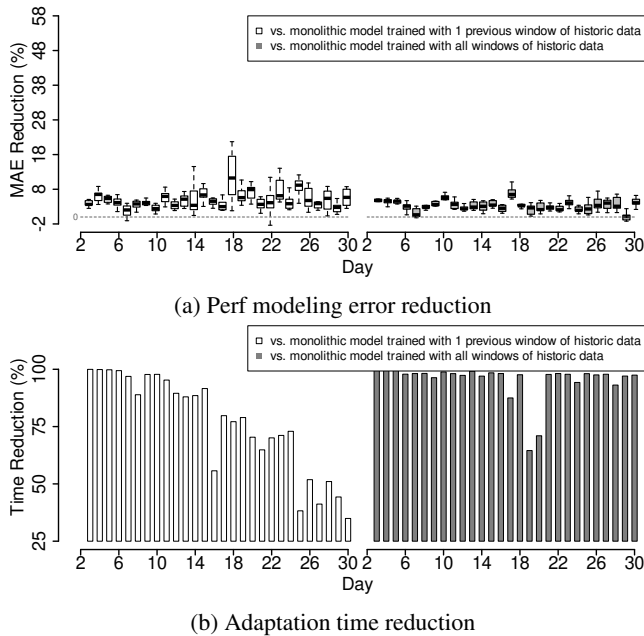 58
48
38
28
18
8
-2
0
MAE Reduction (%)
vs. monolithic model trained with 1 previous window of historic data
vs. monolithic model trained with all windows of historic data
2 6 10 14 18 22 26 30 2 6 10 14 18 22 26 30
Day Day
(a) Perf modeling error reduction
vs. monolithic model trained with 1 previous window of historic data
vs. monolithic model trained with all windows of historic data
100
75
50
25
Time Reduction (%)
2 6 10 14 18 22 26 30 2 6 10 14 18 22 26 30
Day Day
(b) Adaptation time reduction